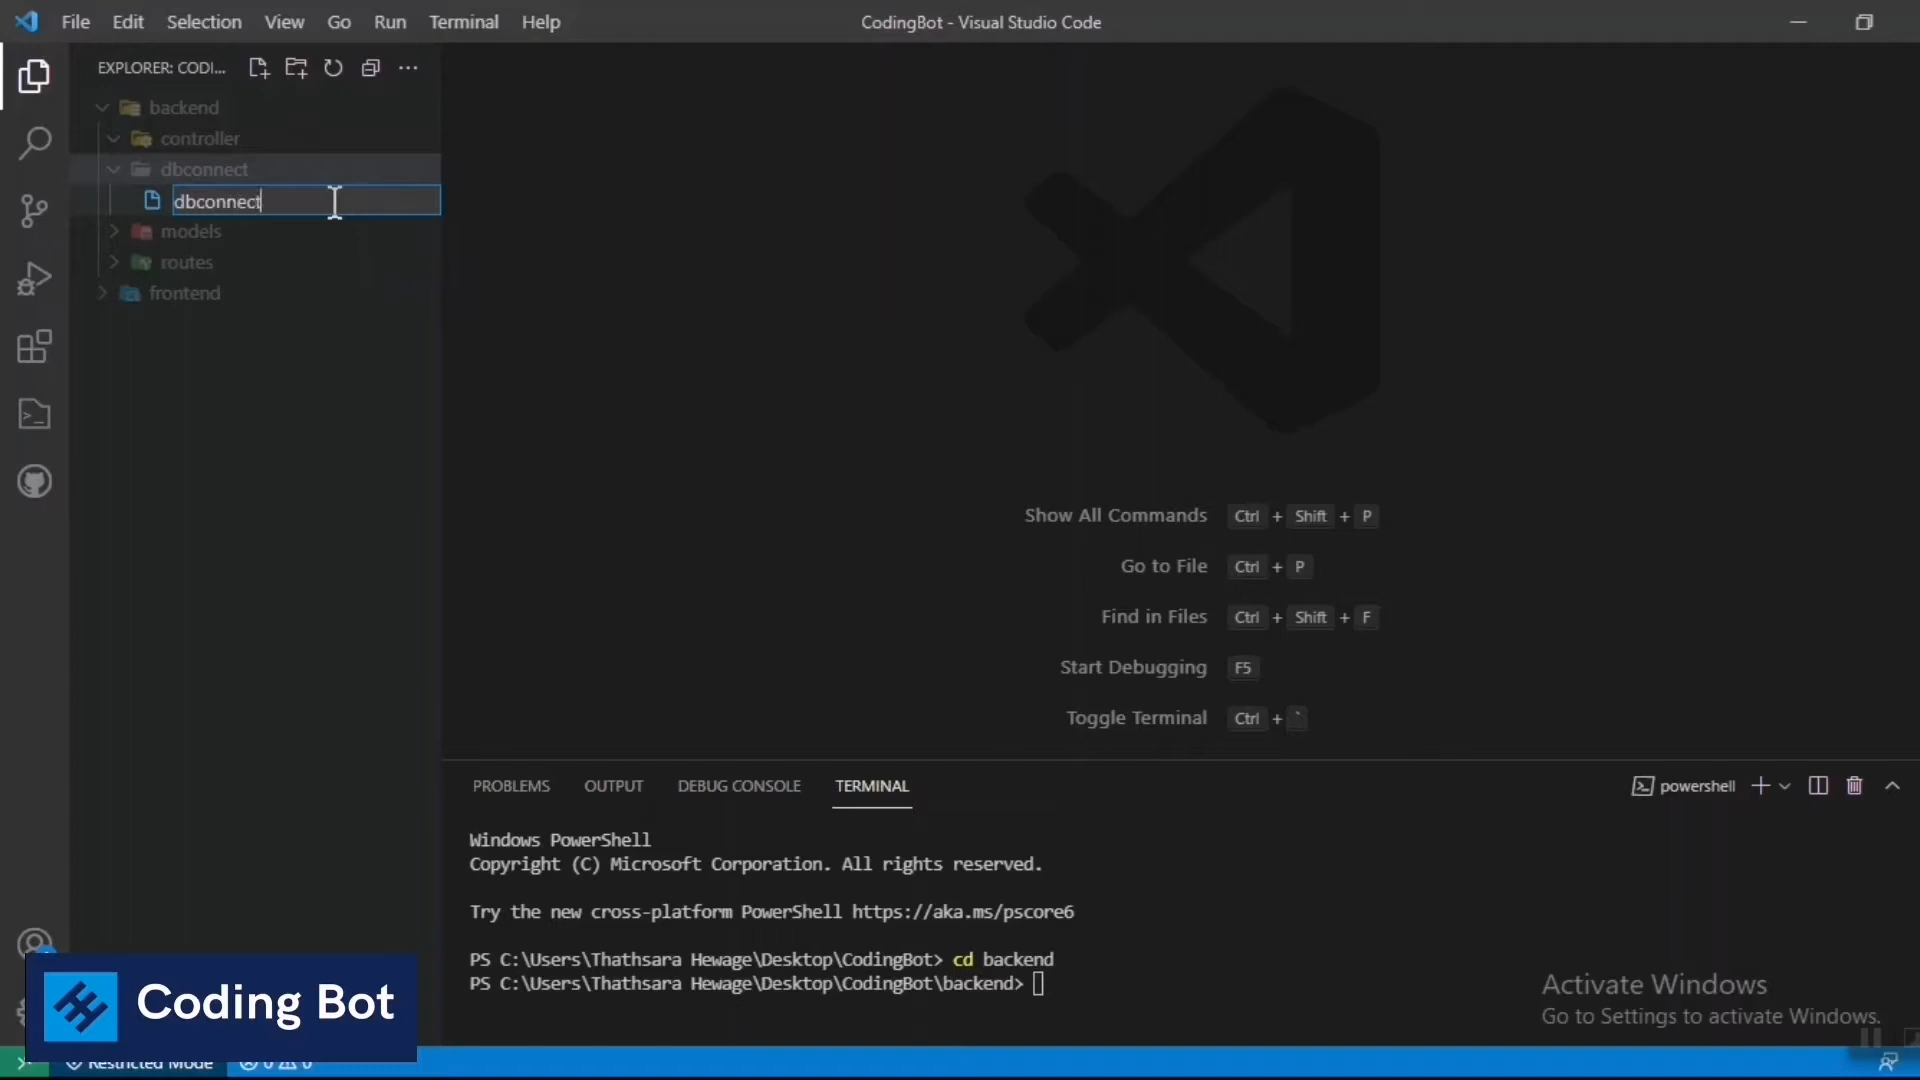 File Edit Selection View Go Run Terminal Help
CodingBot - Visual Studio Code
EXPLORER: CODI...
backend
controller
dbconnect
dbconnect
models
routes
frontend
Show All Commands Ctrl + Shift + P
Go to File Ctrl + P
Find in Files Ctrl + Shift + F
Start Debugging F5
Toggle Terminal Ctrl + `
PROBLEMS OUTPUT DEBUG CONSOLE TERMINAL
powershell
Windows PowerShell
Copyright (C) Microsoft Corporation. All rights reserved.
Try the new cross-platform PowerShell https://aka.ms/pscore6
PS C:\Users\Thathsara Hewage\Desktop\CodingBot> cd backend
PS C:\Users\Thathsara Hewage\Desktop\CodingBot\backend>
Activate Windows
Go to Settings to activate Windows.
Coding Bot
Restricted Mode 0 0